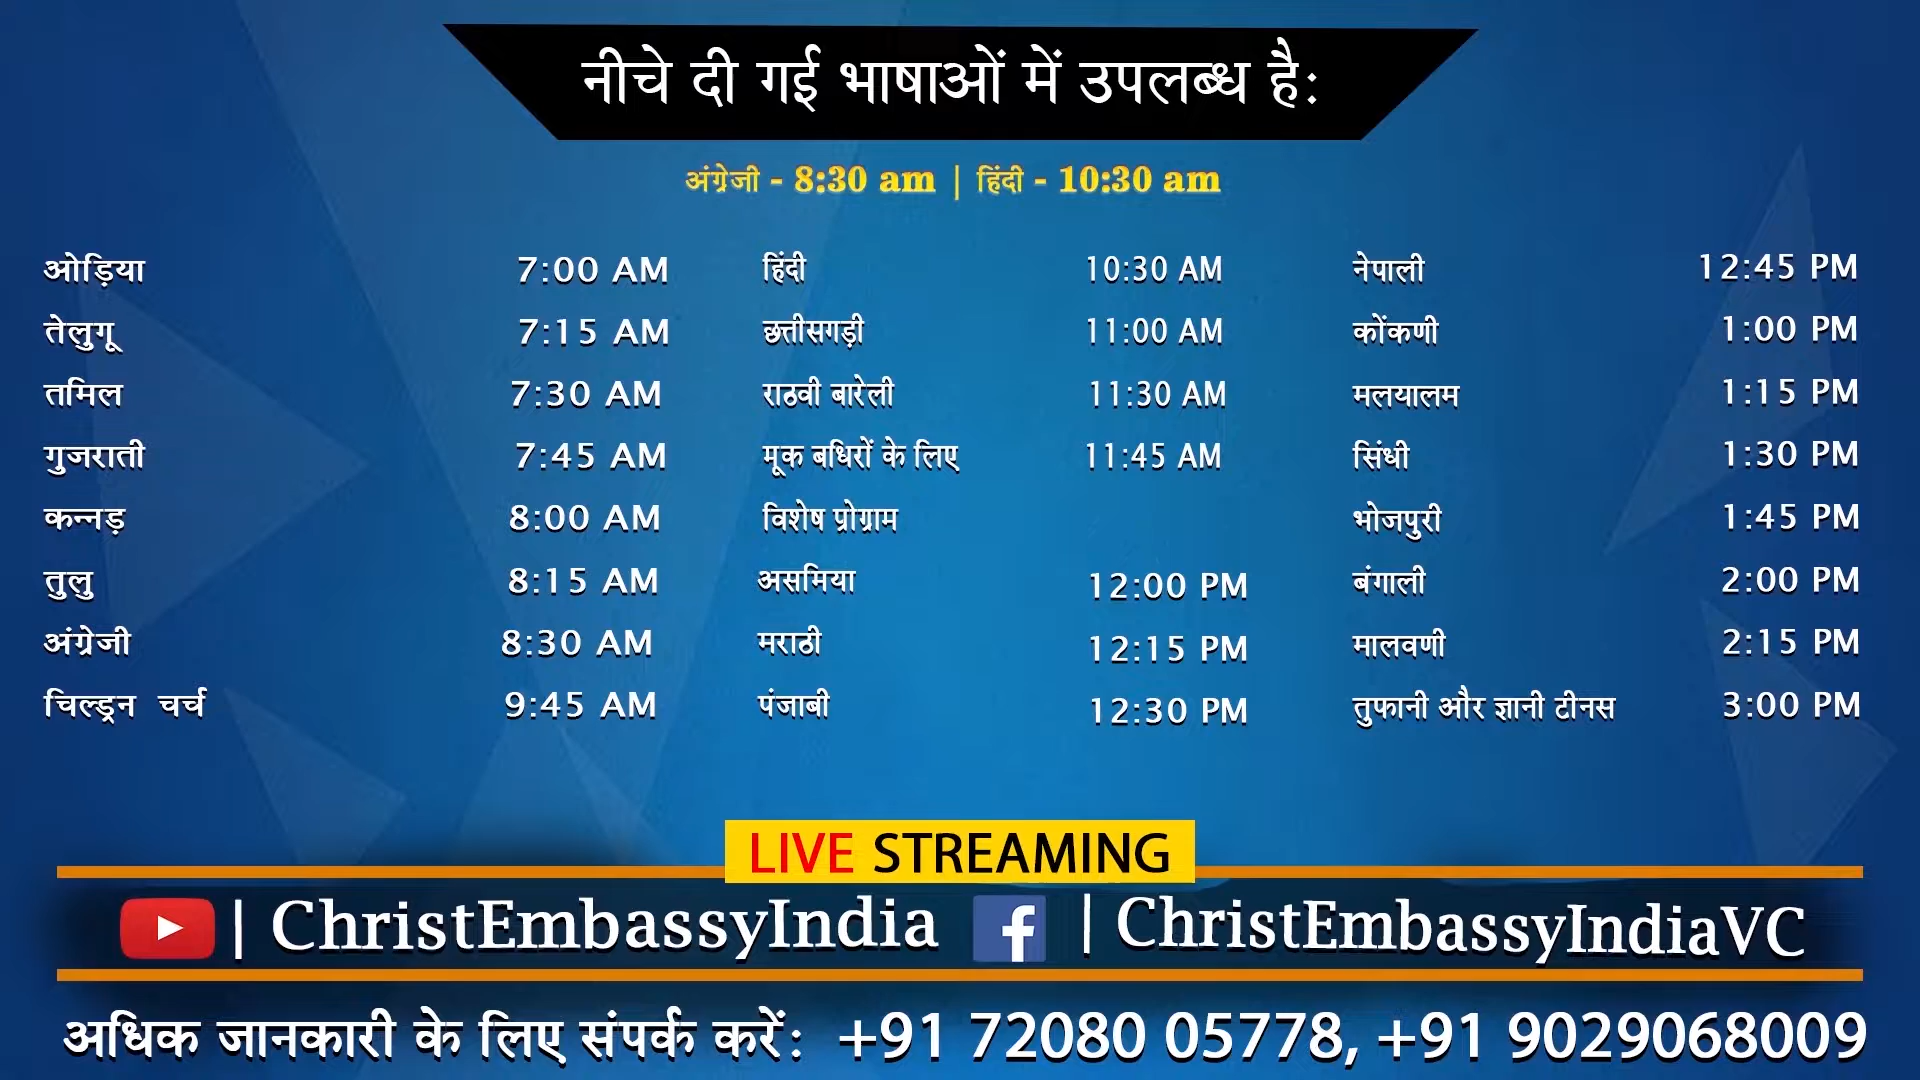 नीचे दी गई भाषाओं में उपलब्ध है:
अंग्रेजी - 8:30 am | हिंदी - 10:30 am
ओड़िया 7:00 AM
तेलुगू 7:15 AM
तमिल 7:30 AM
गुजराती 7:45 AM
कन्नड़ 8:00 AM
तुलु 8:15 AM
अंग्रेजी 8:30 AM
चिल्ड्रन चर्च 9:45 AM
हिंदी 10:30 AM
छत्तीसगड़ी 11:00 AM
राठवी बारेली 11:30 AM
मूक बधिरों के लिए 11:45 AM
विशेष प्रोग्राम
असमिया 12:00 PM
मराठी 12:15 PM
पंजाबी 12:30 PM
नेपाली 12:45 PM
कोंकणी 1:00 PM
मलयालम 1:15 PM
सिंधी 1:30 PM
भोजपुरी 1:45 PM
बंगाली 2:00 PM
मालवणी 2:15 PM
तुफानी और ज्ञानी टीनस 3:00 PM
LIVE STREAMING
| ChristEmbassyIndia | ChristEmbassyIndiaVC
अधिक जानकारी के लिए संपर्क करें: +91 72080 05778, +91 9029068009